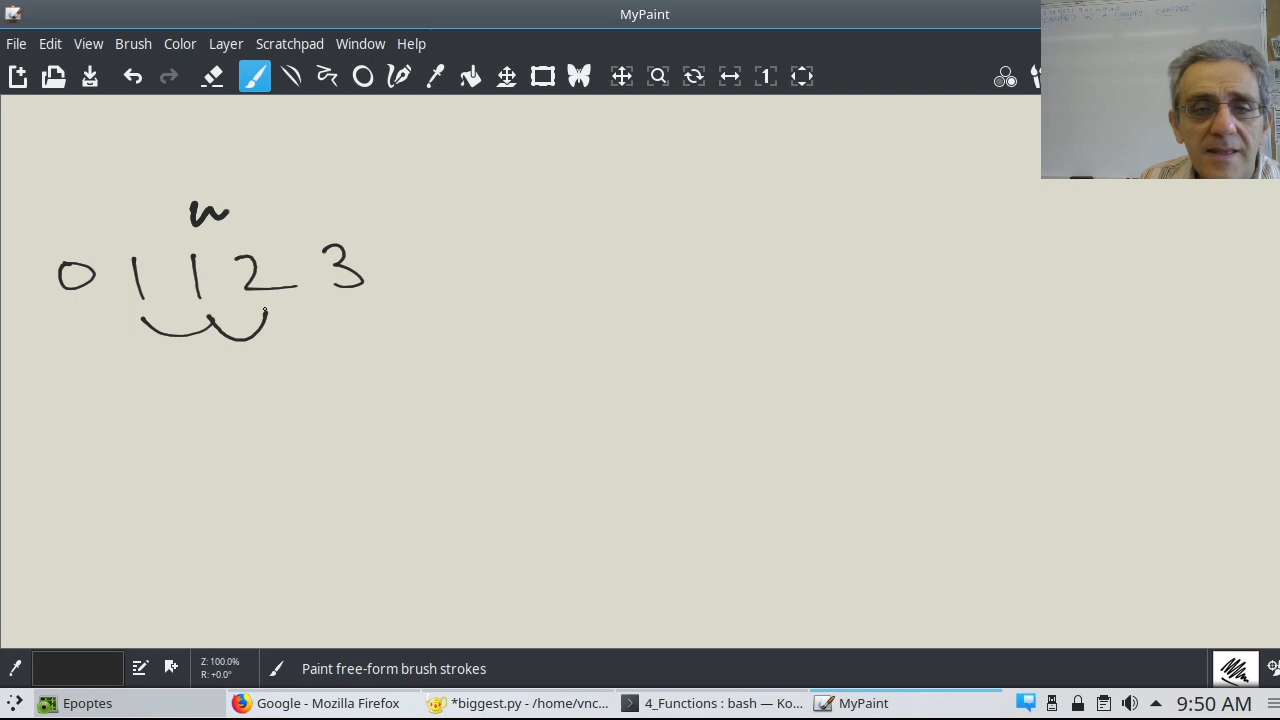 MyPaint
File Edit View Brush Color Layer Scratchpad Window Help
1
n
0 1 1 2 3
Z: 100.0%
R: +0.0°
Paint free-form brush strokes
Epoptes
Google - Mozilla Firefox
*biggest.py - /home/vnc...
4_Functions : bash — Ko...
MyPaint
9:50 AM